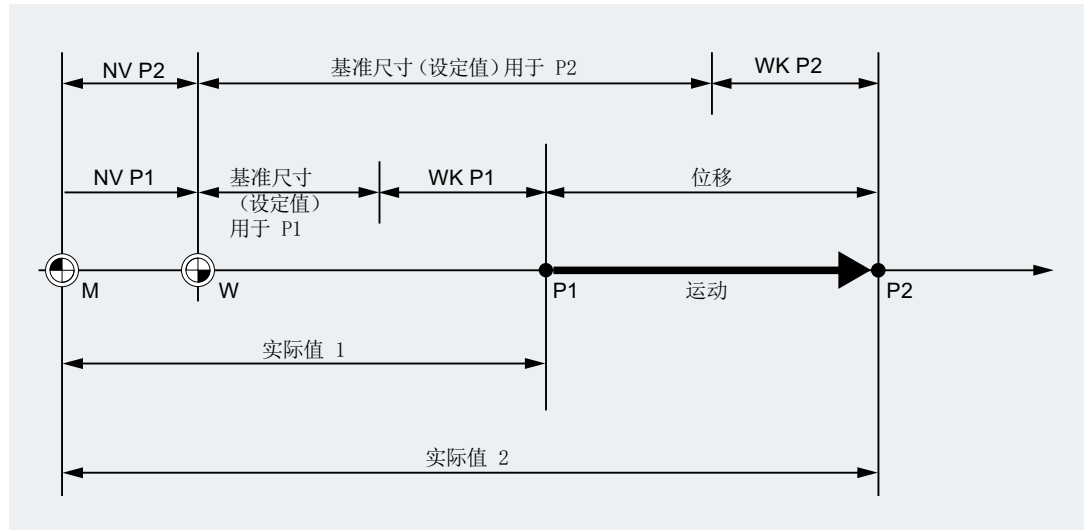 NV P2
基准尺寸(设定值)用于 P2
WK P2
NV P1
基准尺寸
(设定值)
用于 P1
WK P1
位移
M
W
P1
运动
P2
实际值 1
实际值 2